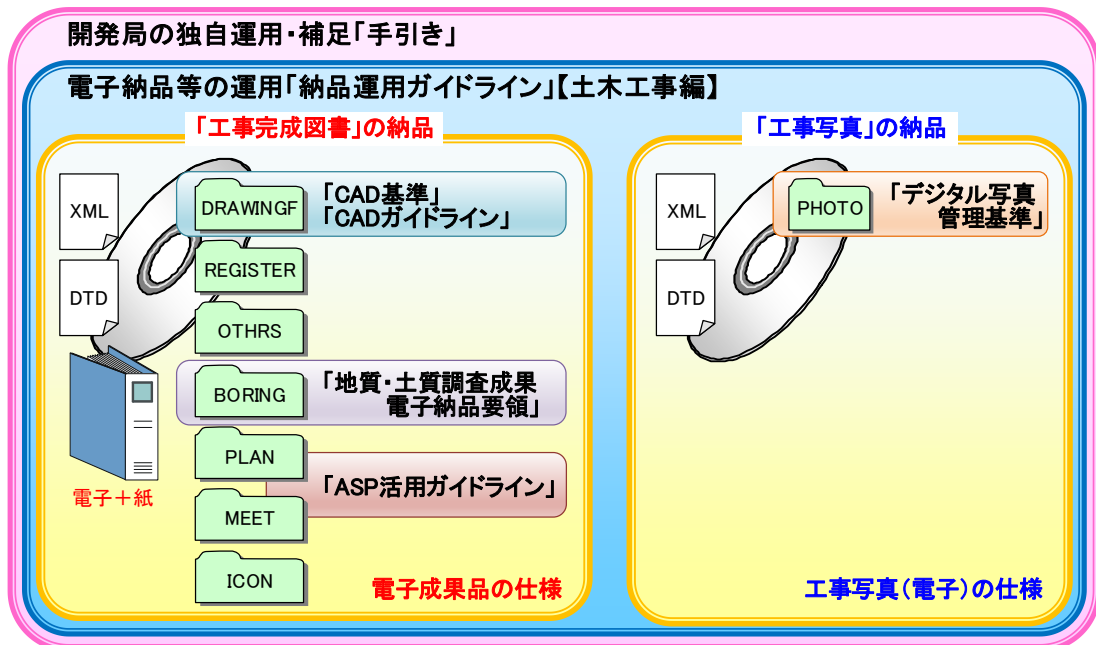 開発局の独自運用・補足「手引き」
電子納品等の運用「納品運用ガイドライン」【土木工事編】
「工事完成図書」の納品
XML
DTD
電子＋紙
DRAWINGF
「CAD基準」
「CADガイドライン」
REGISTER
OTHRS
BORING
「地質・土質調査成果
電子納品要領」
PLAN
「ASP活用ガイドライン」
MEET
ICON
電子成果品の仕様
「工事写真」の納品
XML
DTD
PHOTO
「デジタル写真
管理基準」
工事写真（電子）の仕様